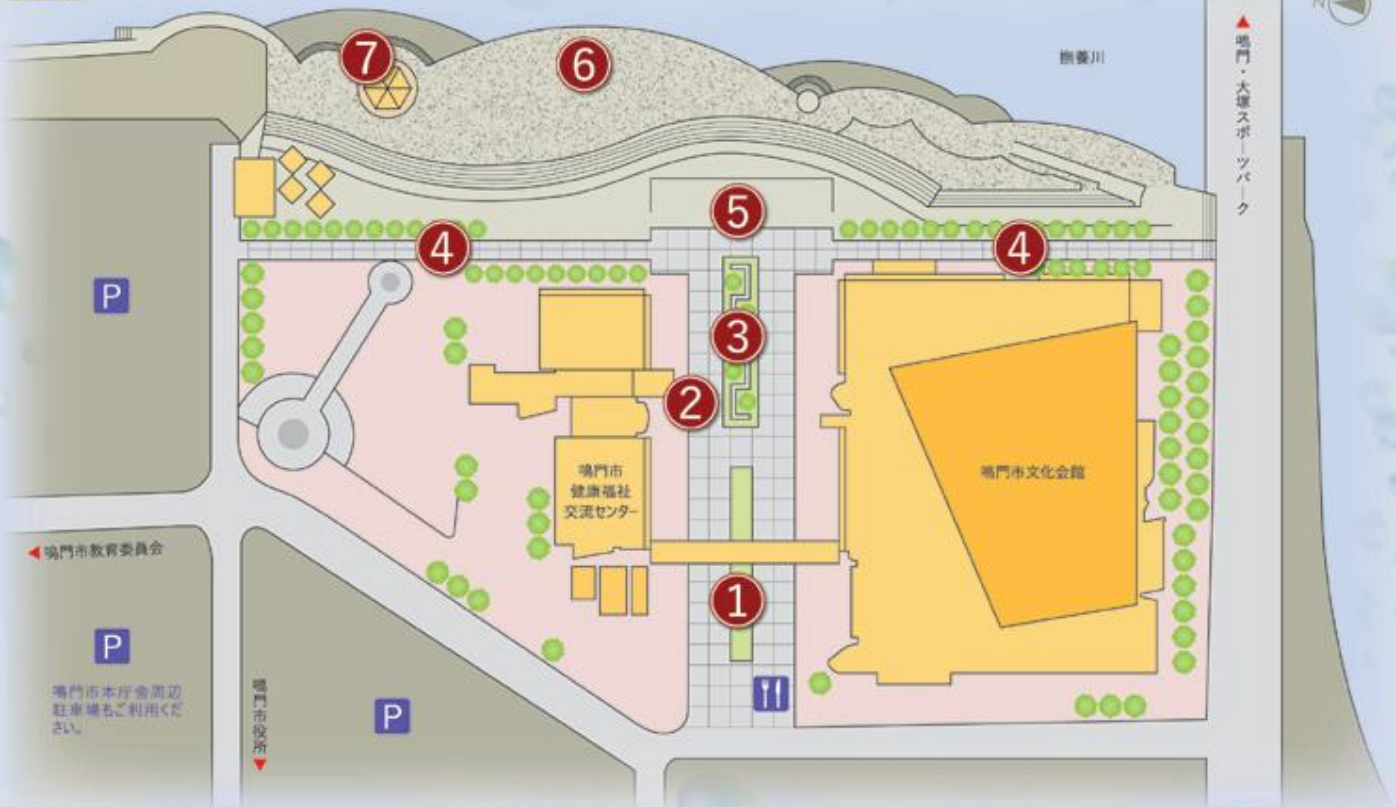 N
7
6
撫養川
鳴門・大塚スポーツパーク
5
4
4
P
3
2
鳴門市
健康福祉
交流センター
鳴門市文化会館
鳴門市教育委員会
1
P
鳴門市本庁舎周辺
駐車場もご利用くだ
さい。
鳴門市役所
P